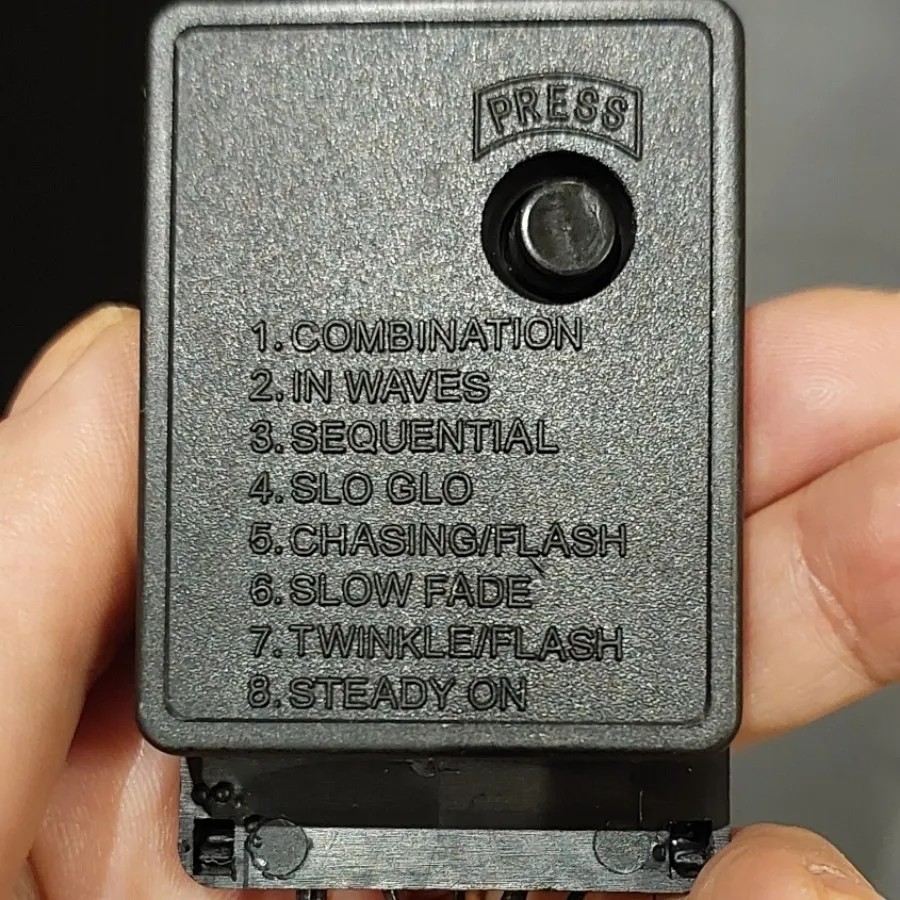 PRESS
1. COMBINATION
2. IN WAVES
3. SEQUENTIAL
4. SLO GLO
5. CHASING/FLASH
6. SLOW FADE
7. TWINKLE/FLASH
8. STEADY ON